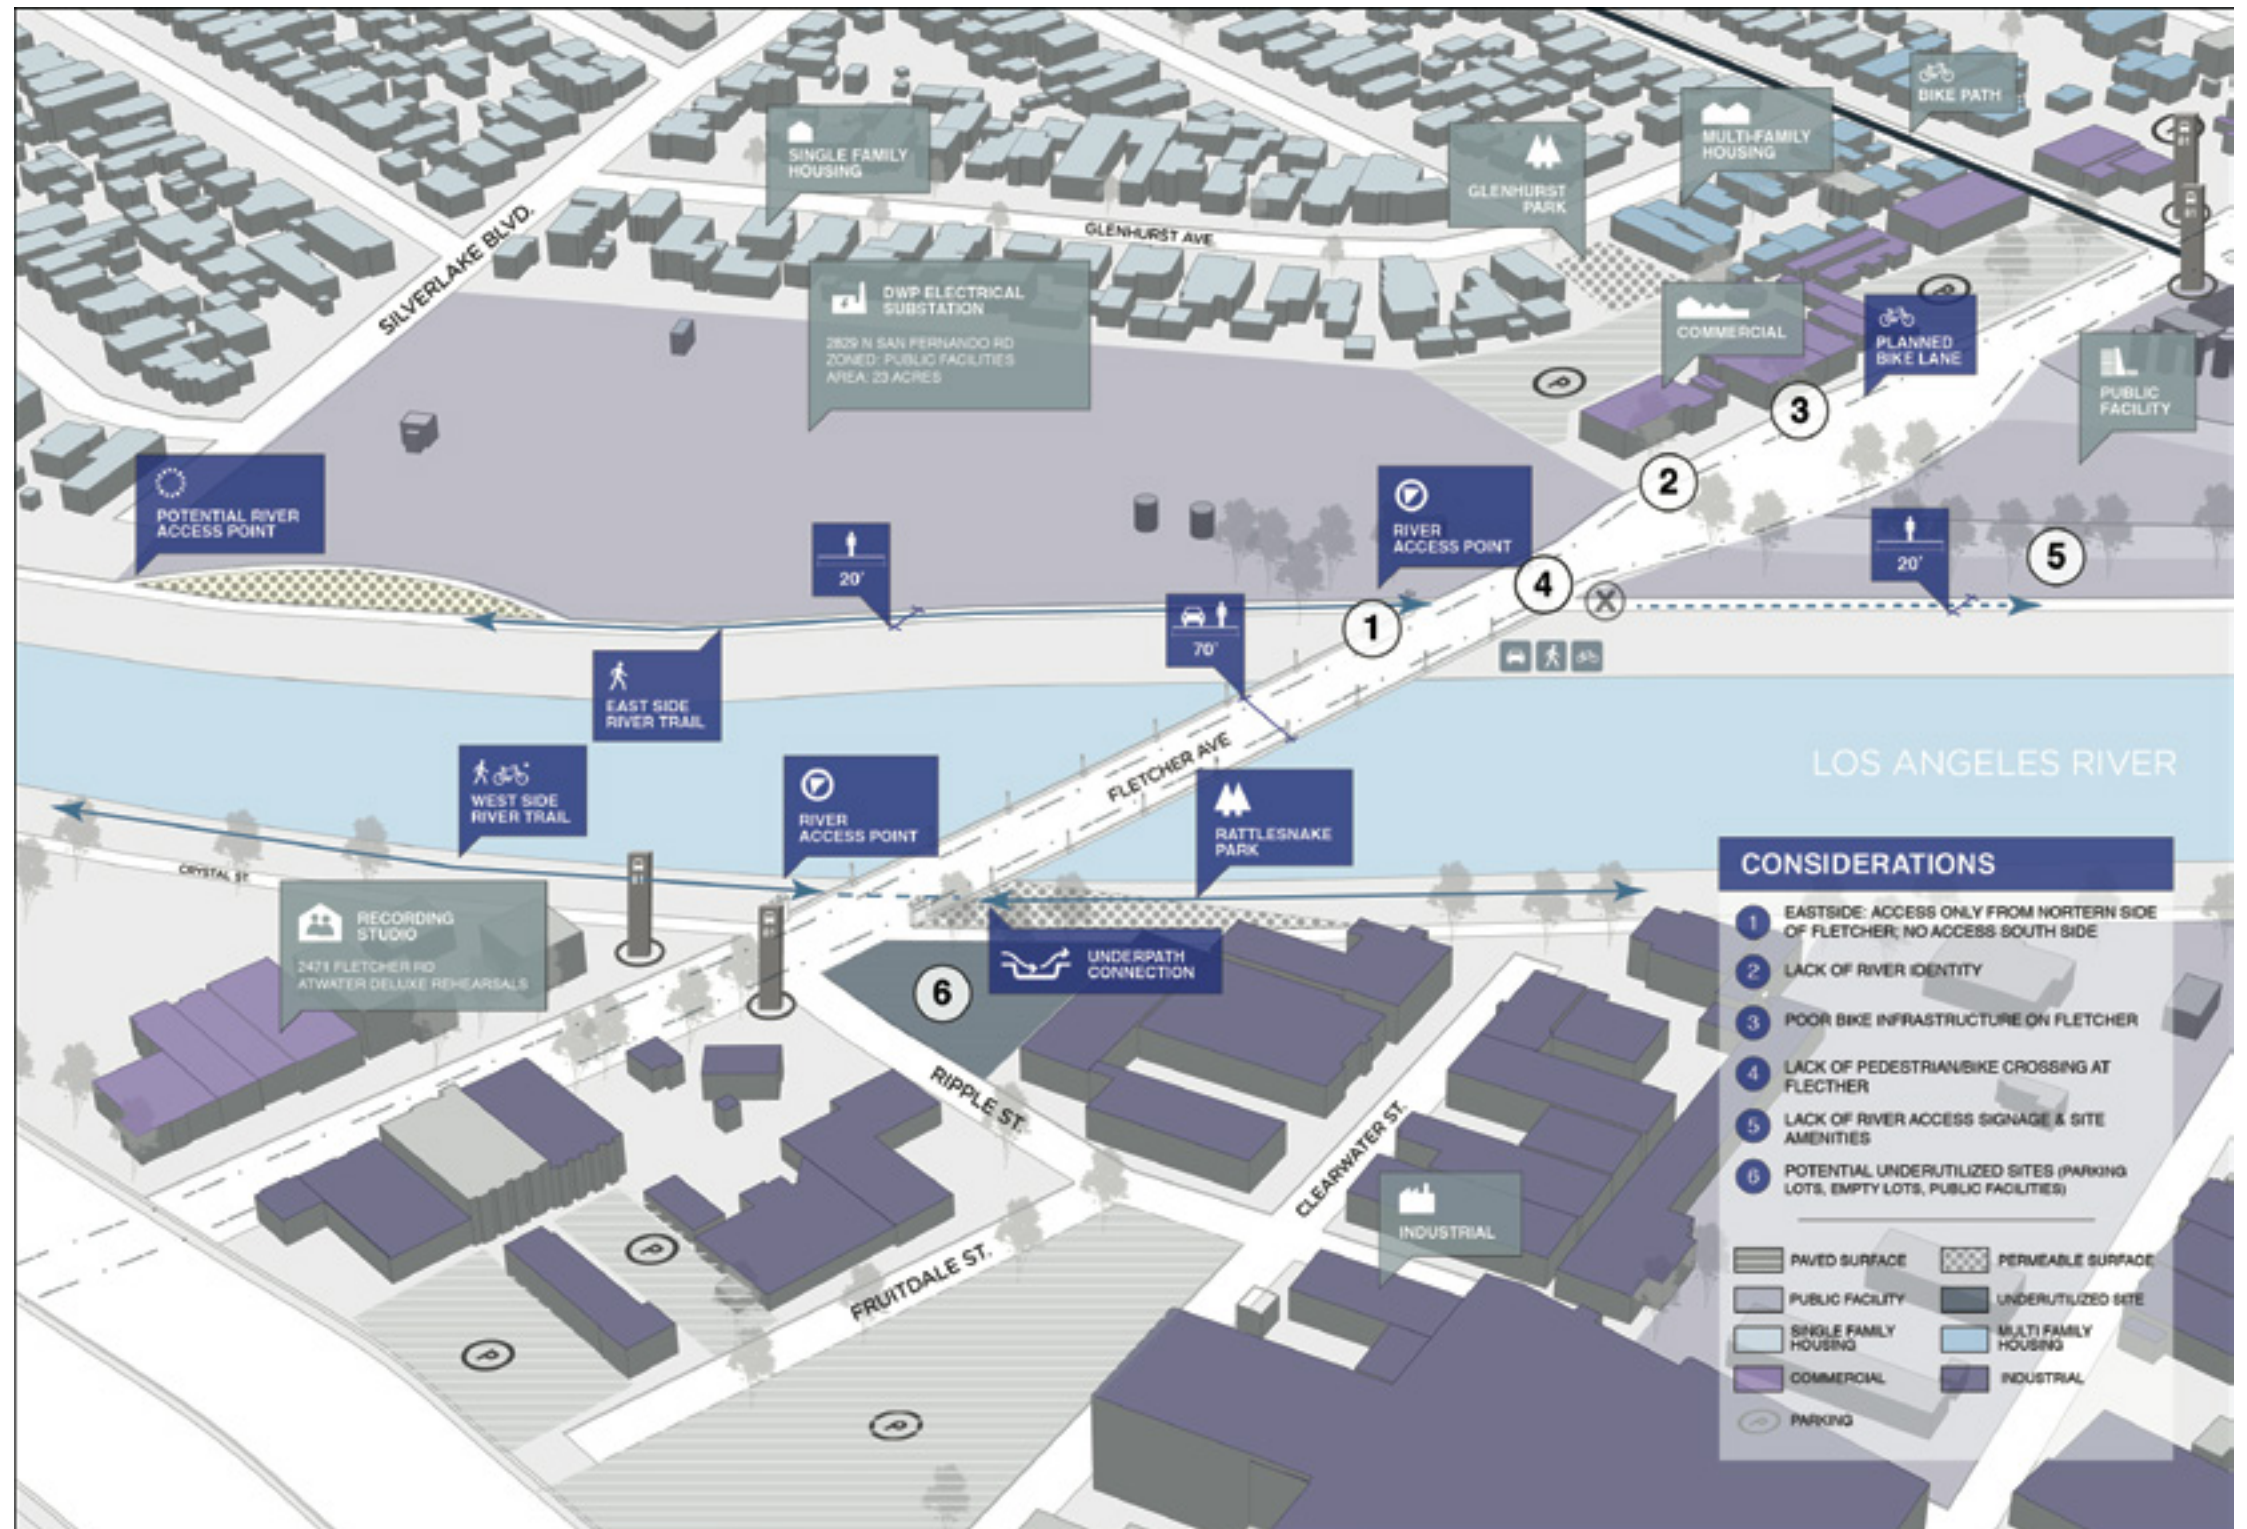 BIKE PATH
MULTI-FAMILY
HOUSING
SINGLE FAMILY
HOUSING
GLENHURST
PARK
SILVERLAKE BLVD.
GLENHURST AVE
81
81
DWP ELECTRICAL
SUBSTATION
2829 N SAN FERNANDO RD
ZONED: PUBLIC FACILITIES
AREA: 23 ACRES
P
P
COMMERCIAL
PLANNED
BIKE LANE
PUBLIC
FACILITY
P
3
2
POTENTIAL RIVER
ACCESS POINT
RIVER
ACCESS POINT
20'
20'
5
4
X
1
70'
EAST SIDE
RIVER TRAIL
FLETCHER AVE
LOS ANGELES RIVER
WEST SIDE
RIVER TRAIL
RIVER
ACCESS POINT
RATTLESNAKE
PARK
CRYSTAL ST.
81
81
RECORDING
STUDIO
2471 FLETCHER RD
ATWATER DELUXE REHEARSALS
UNDERPATH
CONNECTION
6
RIPPLE ST.
CLEARWATER ST.
INDUSTRIAL
FRUITDALE ST.
P
P
P
CONSIDERATIONS
1 EASTSIDE: ACCESS ONLY FROM NORTERN SIDE
OF FLETCHER; NO ACCESS SOUTH SIDE
2 LACK OF RIVER IDENTITY
3 POOR BIKE INFRASTRUCTURE ON FLETCHER
4 LACK OF PEDESTRIAN/BIKE CROSSING AT
FLECTHER
5 LACK OF RIVER ACCESS SIGNAGE & SITE
AMENITIES
6 POTENTIAL UNDERUTILIZED SITES (PARKING
LOTS, EMPTY LOTS, PUBLIC FACILITIES)
PAVED SURFACE
PERMEABLE SURFACE
PUBLIC FACILITY
UNDERUTILIZED SITE
SINGLE FAMILY
HOUSING
MULTI FAMILY
HOUSING
COMMERCIAL
INDUSTRIAL
P PARKING